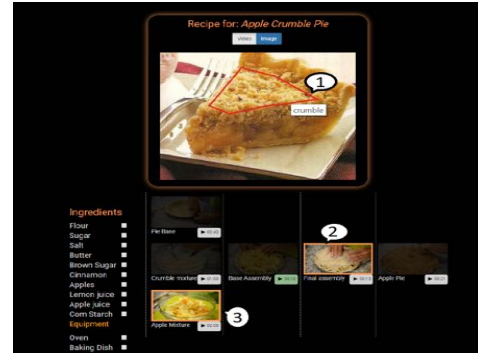 Recipe for: Apple Crumble Pie
Video Image
1
crumble
Ingredients
Flour
Sugar
Salt
Butter
Brown Sugar
Cinnamon
Apples
Lemon juice
Apple juice
Corn Starch
Equipment
Oven
Baking Dish
Pie Base
2
Crumble mixture
Base Assembly
Final assembly
Apple Pie
3
Apple Mixture